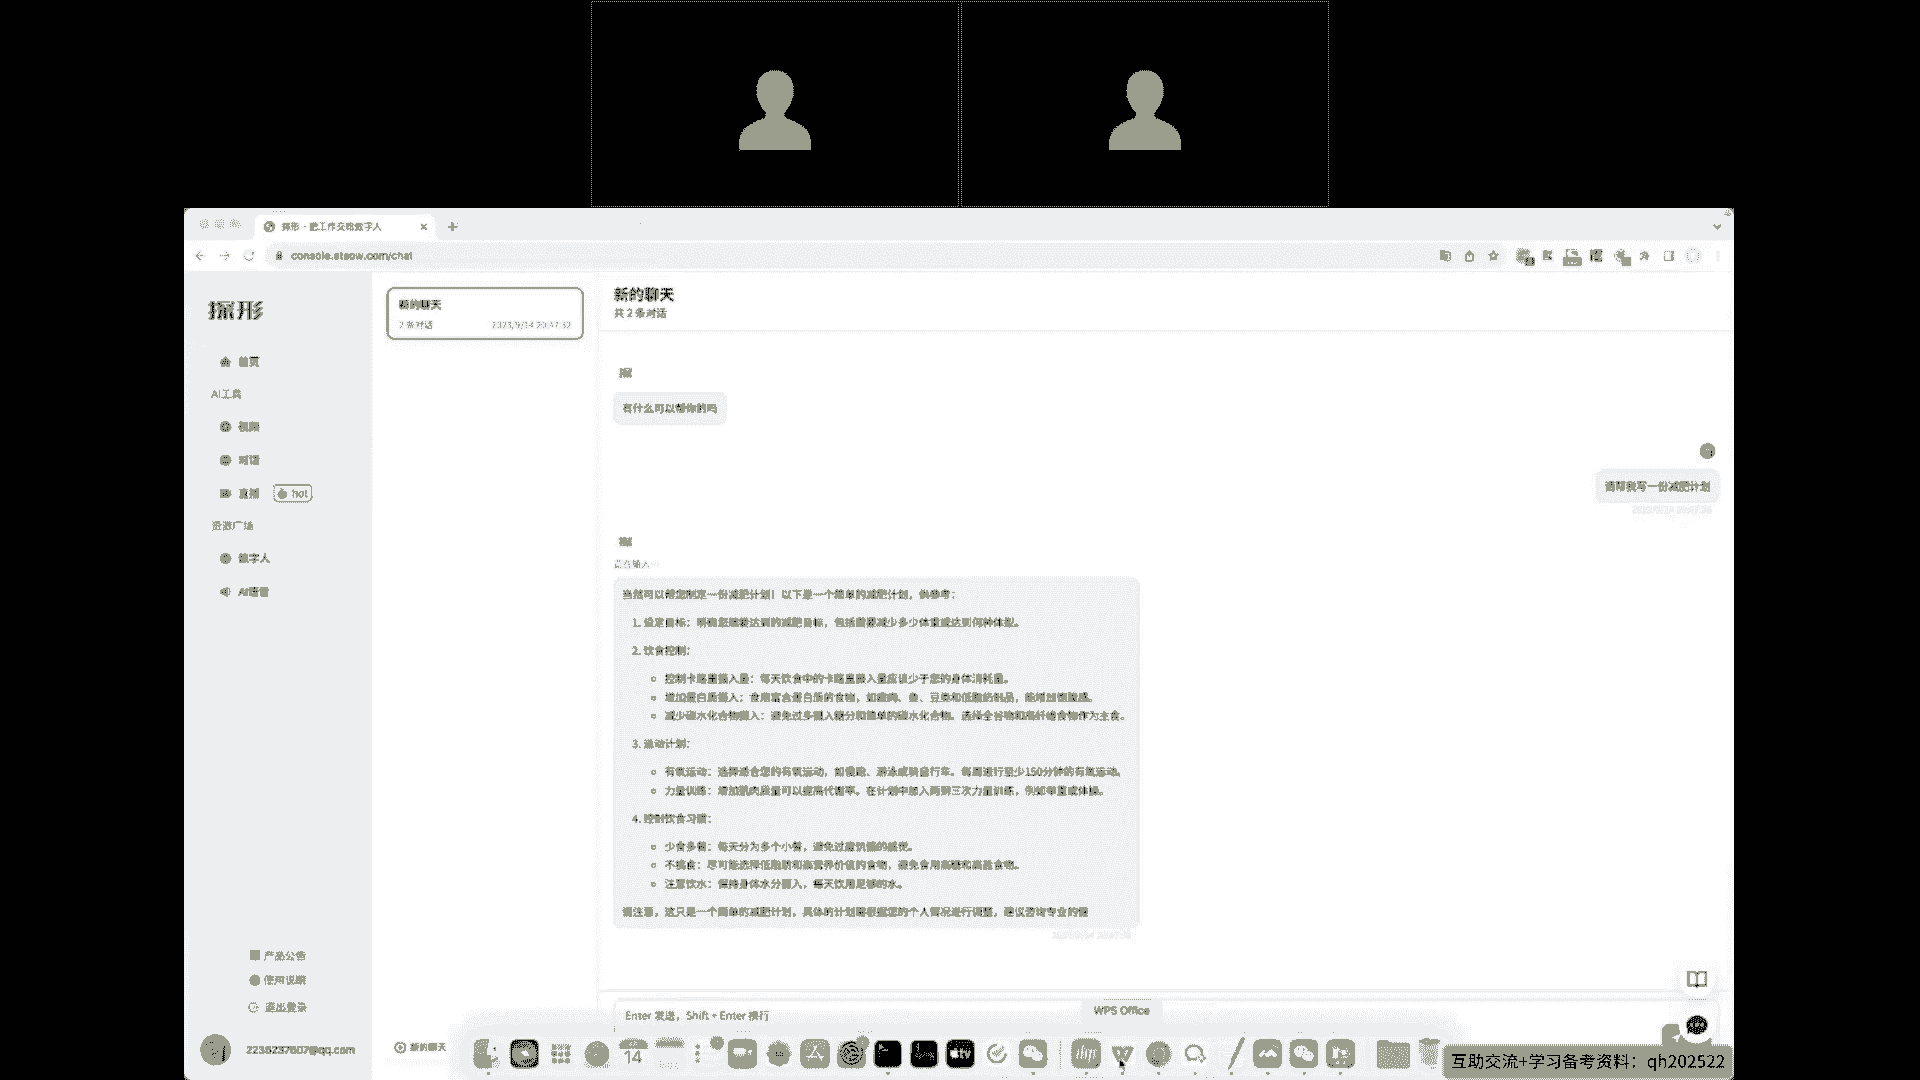 探形 - 把工作交给数字人
console.atsow.com/chat
探形
首页
AI工具
视频
对话
直播 hot
资源广场
数字人
AI语音
产品公告
使用说明
退出登录
2236237607@qq.com
新的聊天
2 条对话 2023/9/14 20:47:32
新的聊天
新的聊天
共 2 条对话
有什么可以帮你的吗
请帮我写一份减肥计划
正在输入…
当然可以帮您制定一份减肥计划！以下是一个简单的减肥计划，供参考：
1. 设定目标：明确您想要达到的减肥目标，包括需要减少多少体重或达到何种体型。
2. 饮食控制：
控制卡路里摄入量：每天饮食中的卡路里摄入量应该少于您的身体消耗量。
增加蛋白质摄入：食用富含蛋白质的食物，如瘦肉、鱼、豆类和低脂奶制品，能增加饱腹感。
减少碳水化合物摄入：避免过多摄入糖分和简单的碳水化合物。选择全谷物和高纤维食物作为主食。
3. 运动计划：
有氧运动：选择适合您的有氧运动，如慢跑、游泳或骑自行车。每周进行至少150分钟的有氧运动。
力量训练：增加肌肉质量可以提高代谢率。在计划中加入两到三次力量训练，例如举重或体操。
4. 控制饮食习惯：
少食多餐：每天分为多个小餐，避免过度饥饿的感觉。
不挑食：尽可能选择低脂肪和高营养价值的食物，避免食用高糖和高盐食物。
注意饮水：保持身体水分摄入，每天饮用足够的水。
请注意，这只是一个简单的减肥计划，具体的计划需根据您的个人情况进行调整，建议咨询专业的健
Enter 发送，Shift + Enter 换行
WPS Office
14
互助交流+学习备考资料：qh202522